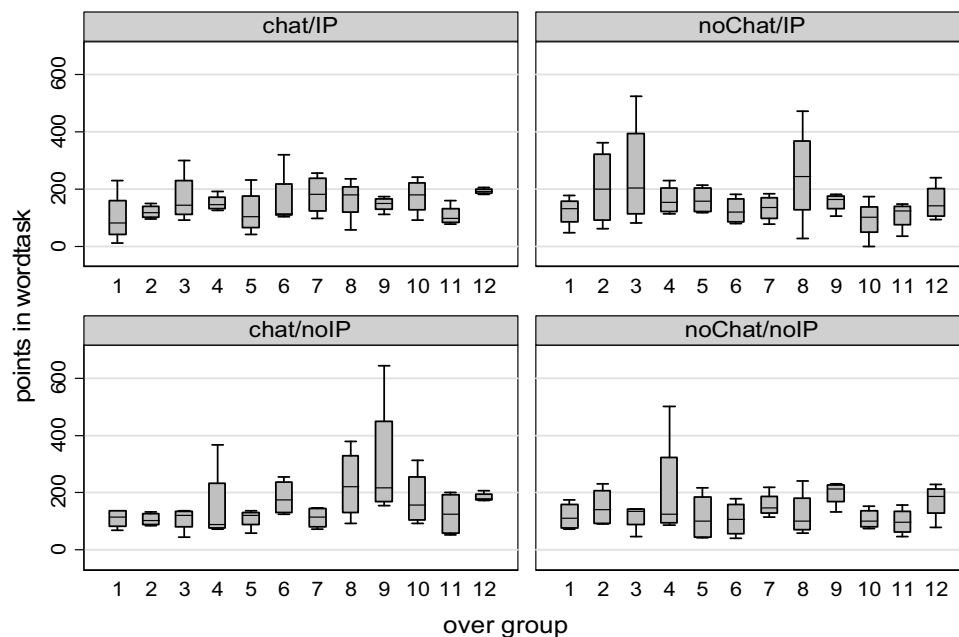 chat/IP
noChat/IP
600
400
200
0
1 2 3 4 5 6 7 8 9 10 11 12
1 2 3 4 5 6 7 8 9 10 11 12
chat/noIP
noChat/noIP
600
400
200
0
1 2 3 4 5 6 7 8 9 10 11 12
1 2 3 4 5 6 7 8 9 10 11 12
points in wordtask
over group